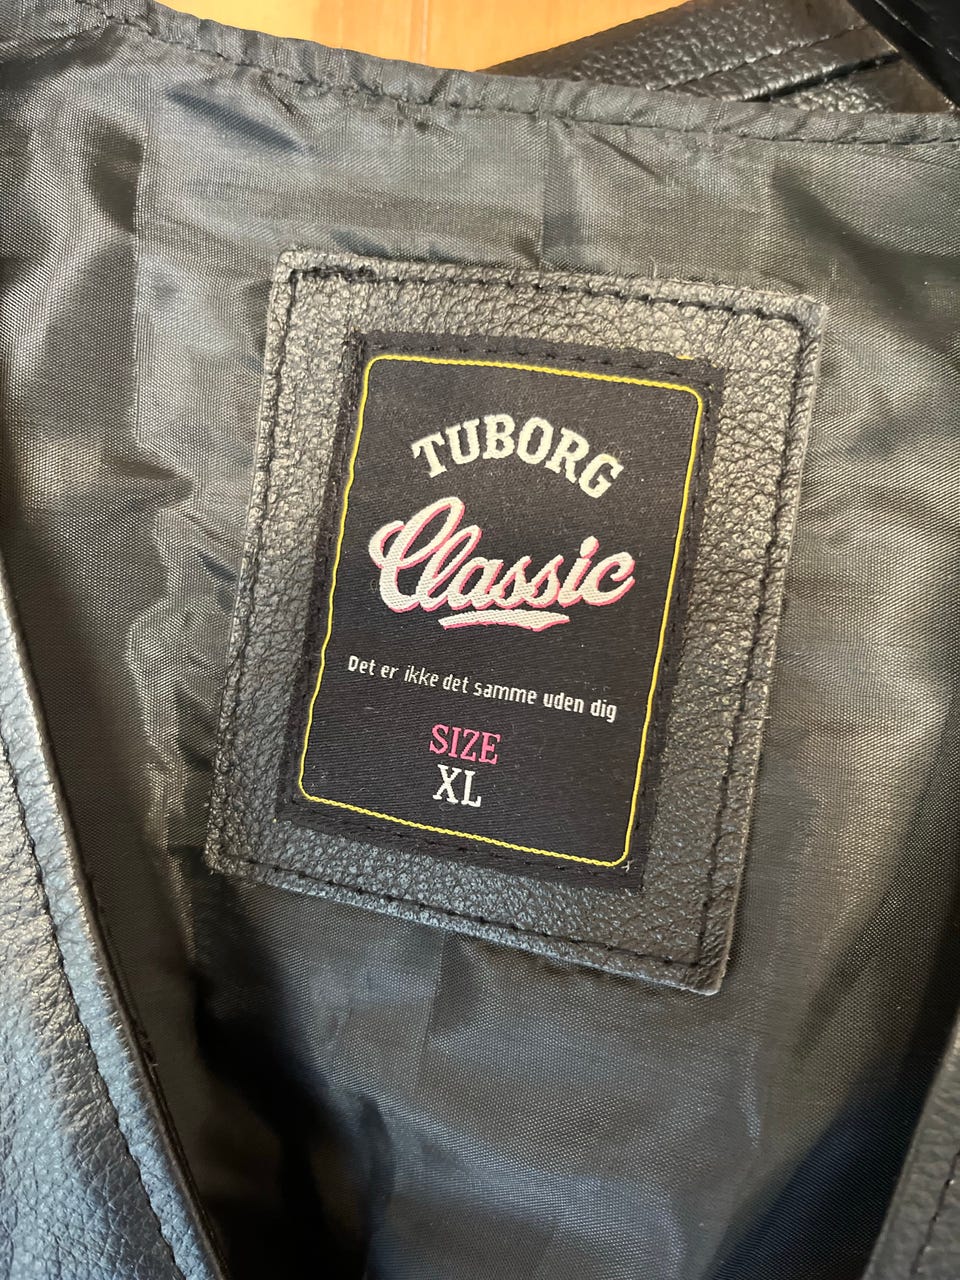 TUBORG
Classic
Det er ikke det samme uden dig
SIZE
XL